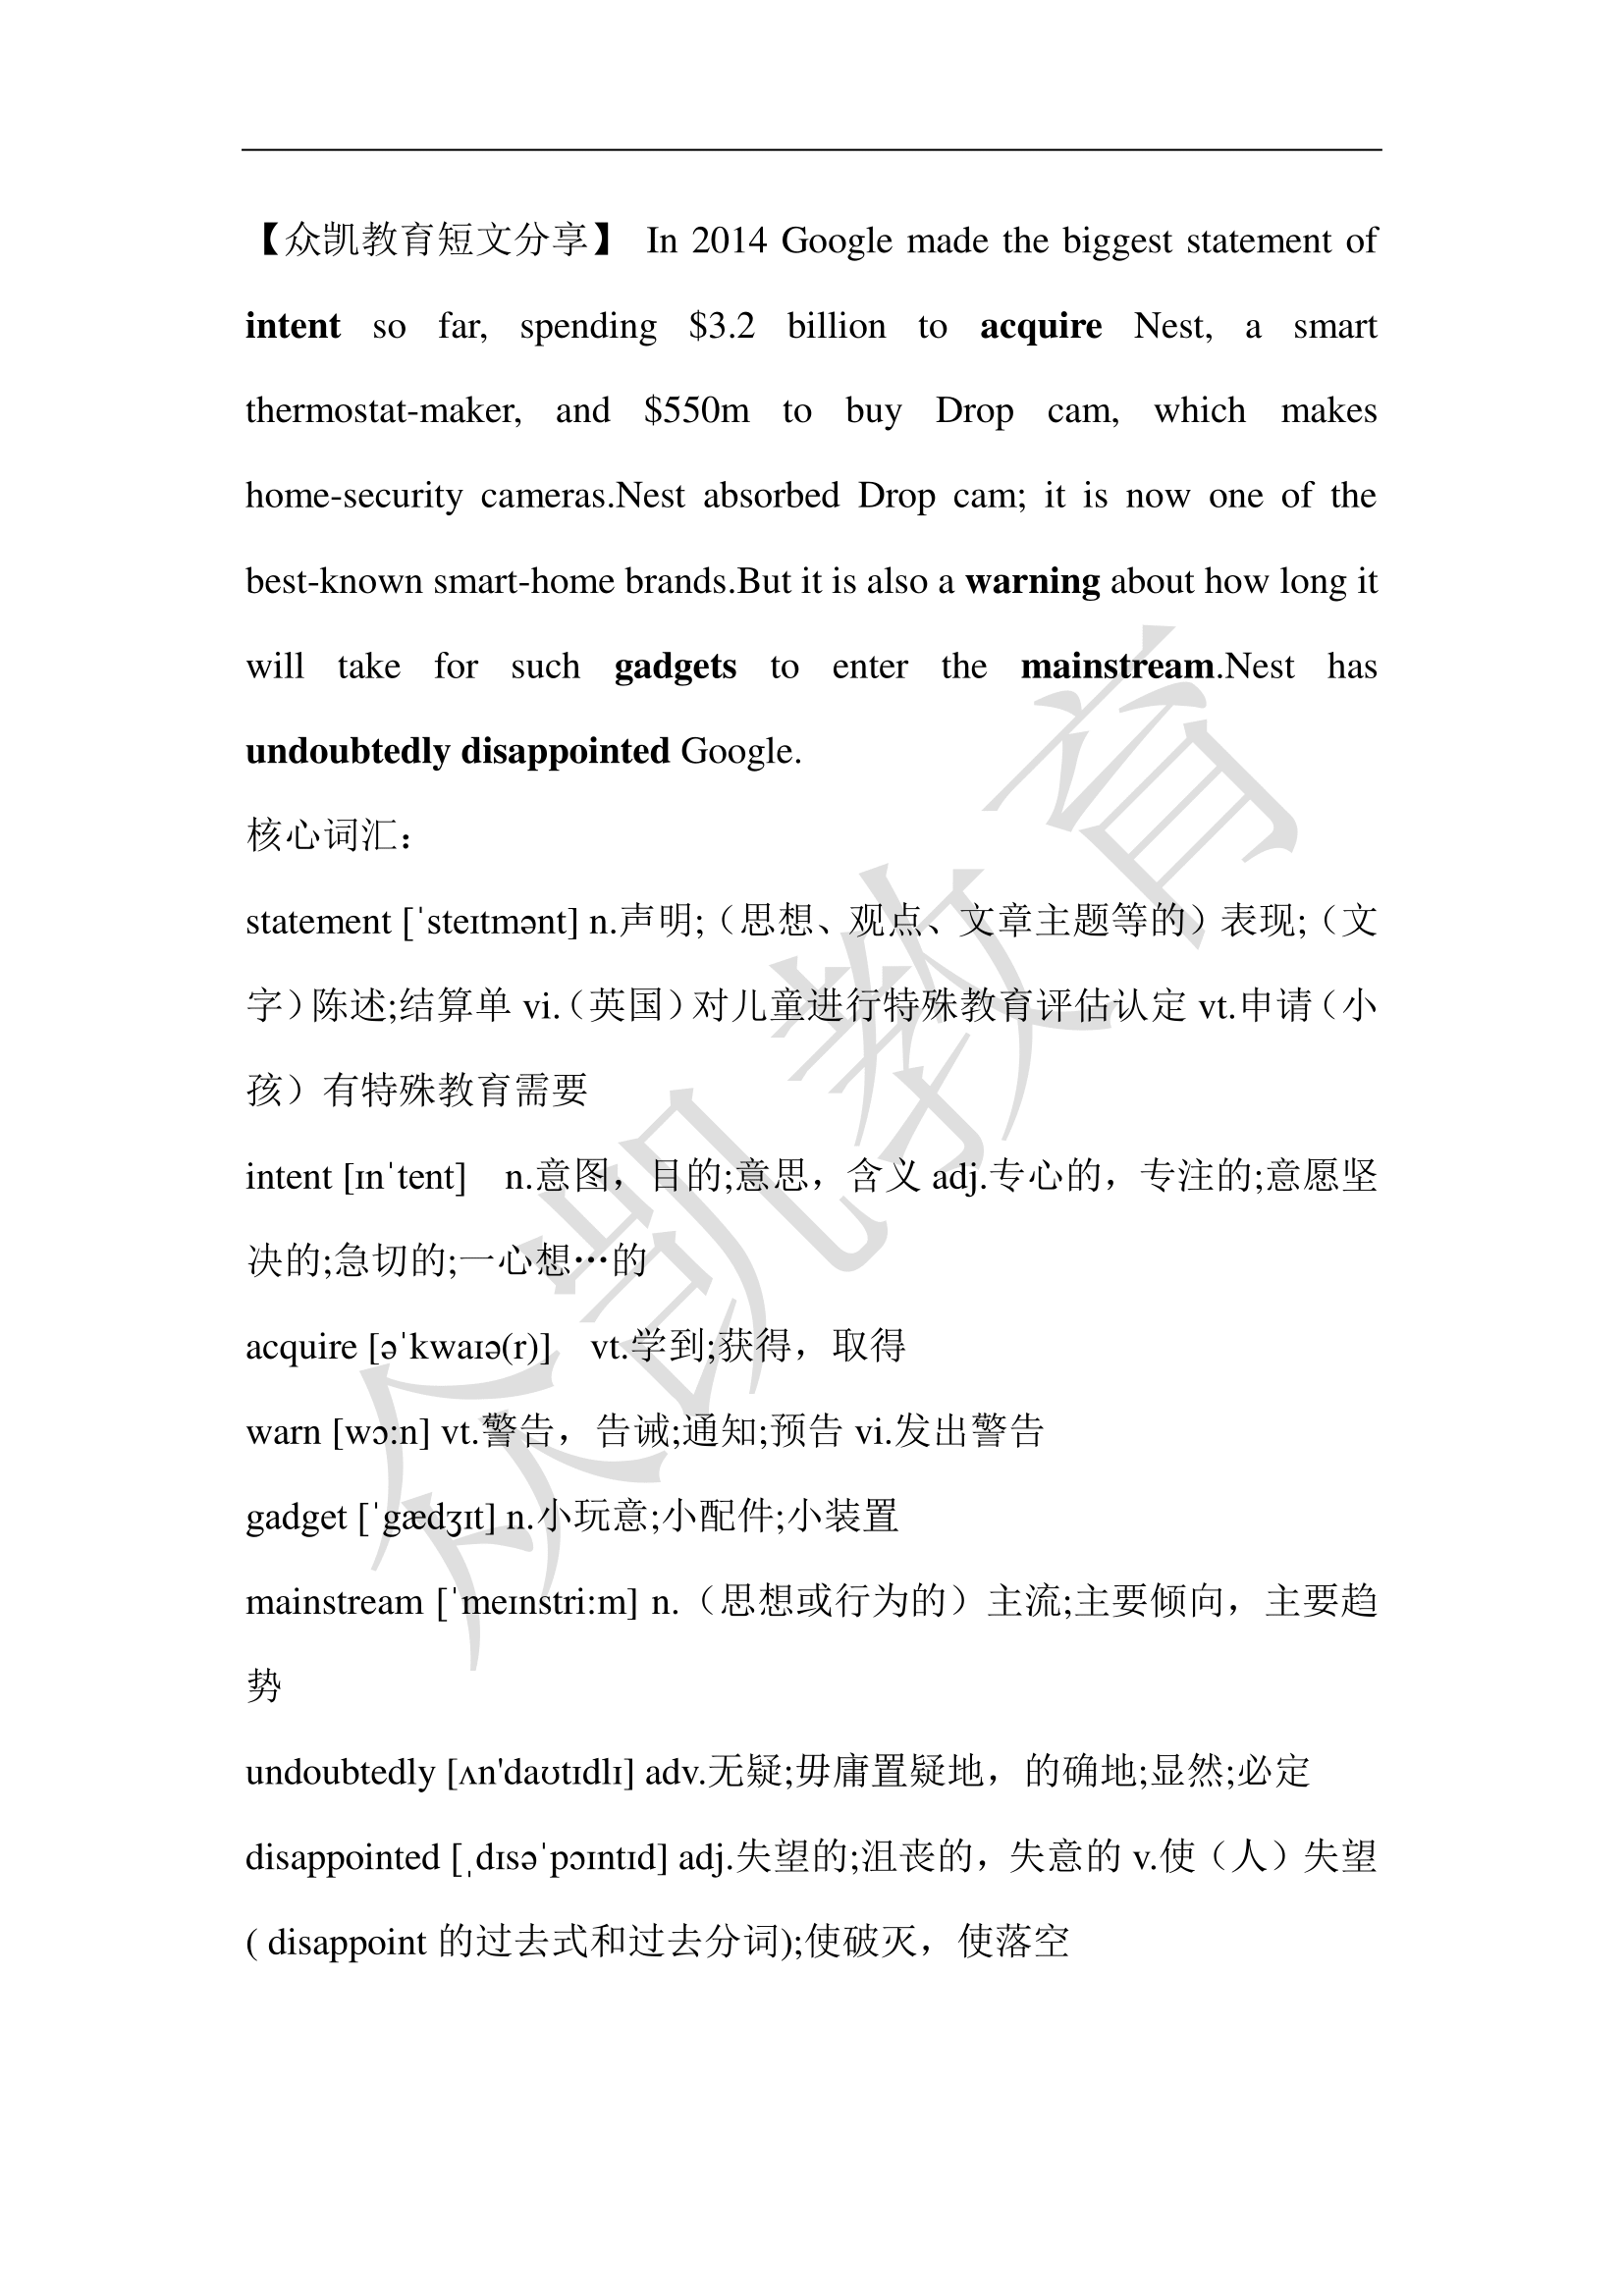 【众凯教育短文分享】 In 2014 Google made the biggest statement of
intent so far, spending $3.2 billion to acquire Nest, a smart
thermostat-maker, and $550m to buy Drop cam, which makes
home-security cameras.Nest absorbed Drop cam; it is now one of the
best-known smart-home brands.But it is also a warning about how long it
will take for such gadgets to enter the mainstream.Nest has
undoubtedly disappointed Google.
核心词汇：
statement [ˈsteɪtmənt] n.声明;（思想、观点、文章主题等的）表现;（文
字）陈述;结算单 vi.（英国）对儿童进行特殊教育评估认定 vt.申请（小
孩）有特殊教育需要
intent [ɪnˈtent] n.意图，目的;意思，含义 adj.专心的，专注的;意愿坚
决的;急切的;一心想…的
acquire [əˈkwaɪə(r)] vt.学到;获得，取得
warn [wɔ:n] vt.警告，告诫;通知;预告 vi.发出警告
gadget [ˈgædʒɪt] n.小玩意;小配件;小装置
mainstream [ˈmeɪnstri:m] n.（思想或行为的）主流;主要倾向，主要趋
势
undoubtedly [ʌn'daʊtɪdlɪ] adv.无疑;毋庸置疑地，的确地;显然;必定
disappointed [ˌdɪsəˈpɔɪntɪd] adj.失望的;沮丧的，失意的 v.使（人）失望
( disappoint 的过去式和过去分词);使破灭，使落空
众凯教育